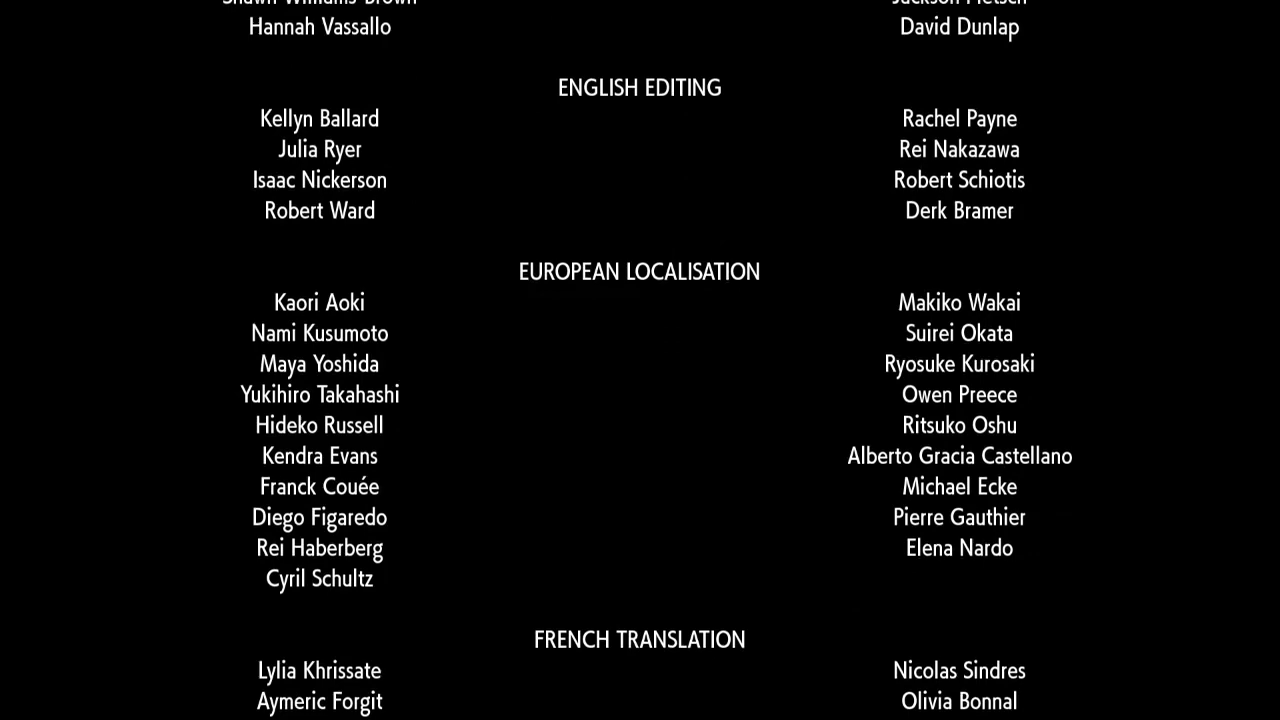 Hannah Vassallo David Dunlap
ENGLISH EDITING
Kellyn Ballard Rachel Payne
Julia Ryer Rei Nakazawa
Isaac Nickerson Robert Schiotis
Robert Ward Derk Bramer
EUROPEAN LOCALISATION
Kaori Aoki Makiko Wakai
Nami Kusumoto Suirei Okata
Maya Yoshida Ryosuke Kurosaki
Yukihiro Takahashi Owen Preece
Hideko Russell Ritsuko Oshu
Kendra Evans Alberto Gracia Castellano
Franck Couée Michael Ecke
Diego Figaredo Pierre Gauthier
Rei Haberberg Elena Nardo
Cyril Schultz
FRENCH TRANSLATION
Lylia Khrissate Nicolas Sindres
Aymeric Forgit Olivia Bonnal